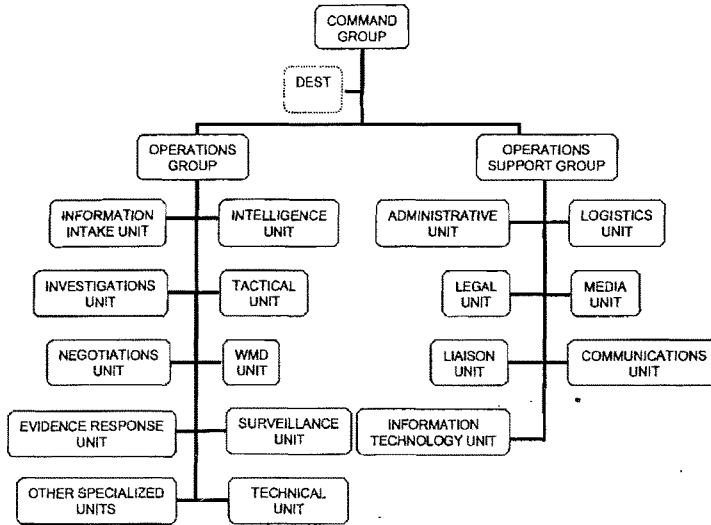 COMMAND
GROUP
DEST
OPERATIONS
GROUP
OPERATIONS
SUPPORT GROUP
INFORMATION
INTAKE UNIT
INTELLIGENCE
UNIT
ADMINISTRATIVE
UNIT
LOGISTICS
UNIT
INVESTIGATIONS
UNIT
TACTICAL
UNIT
LEGAL
UNIT
MEDIA
UNIT
NEGOTIATIONS
UNIT
WMD
UNIT
LIAISON
UNIT
COMMUNICATIONS
UNIT
EVIDENCE RESPONSE
UNIT
SURVEILLANCE
UNIT
INFORMATION
TECHNOLOGY UNIT
OTHER SPECIALIZED
UNITS
TECHNICAL
UNIT